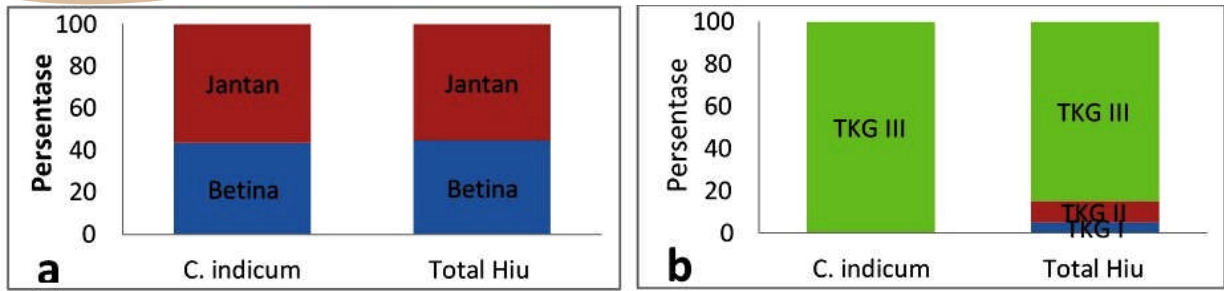 Persentase
100
80
60
40
20
0
Jantan
Betina
Jantan
Betina
C. indicum
Total Hiu
a
Persentase
100
80
60
40
20
0
TKG III
TKG III
TKG II
TKG I
C. indicum
Total Hiu
b